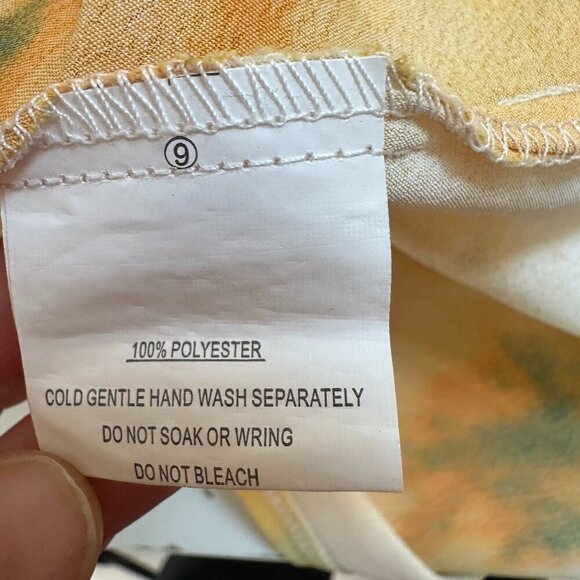 ⑨
100% POLYESTER
COLD GENTLE HAND WASH SEPARATELY
DO NOT SOAK OR WRING
DO NOT BLEACH